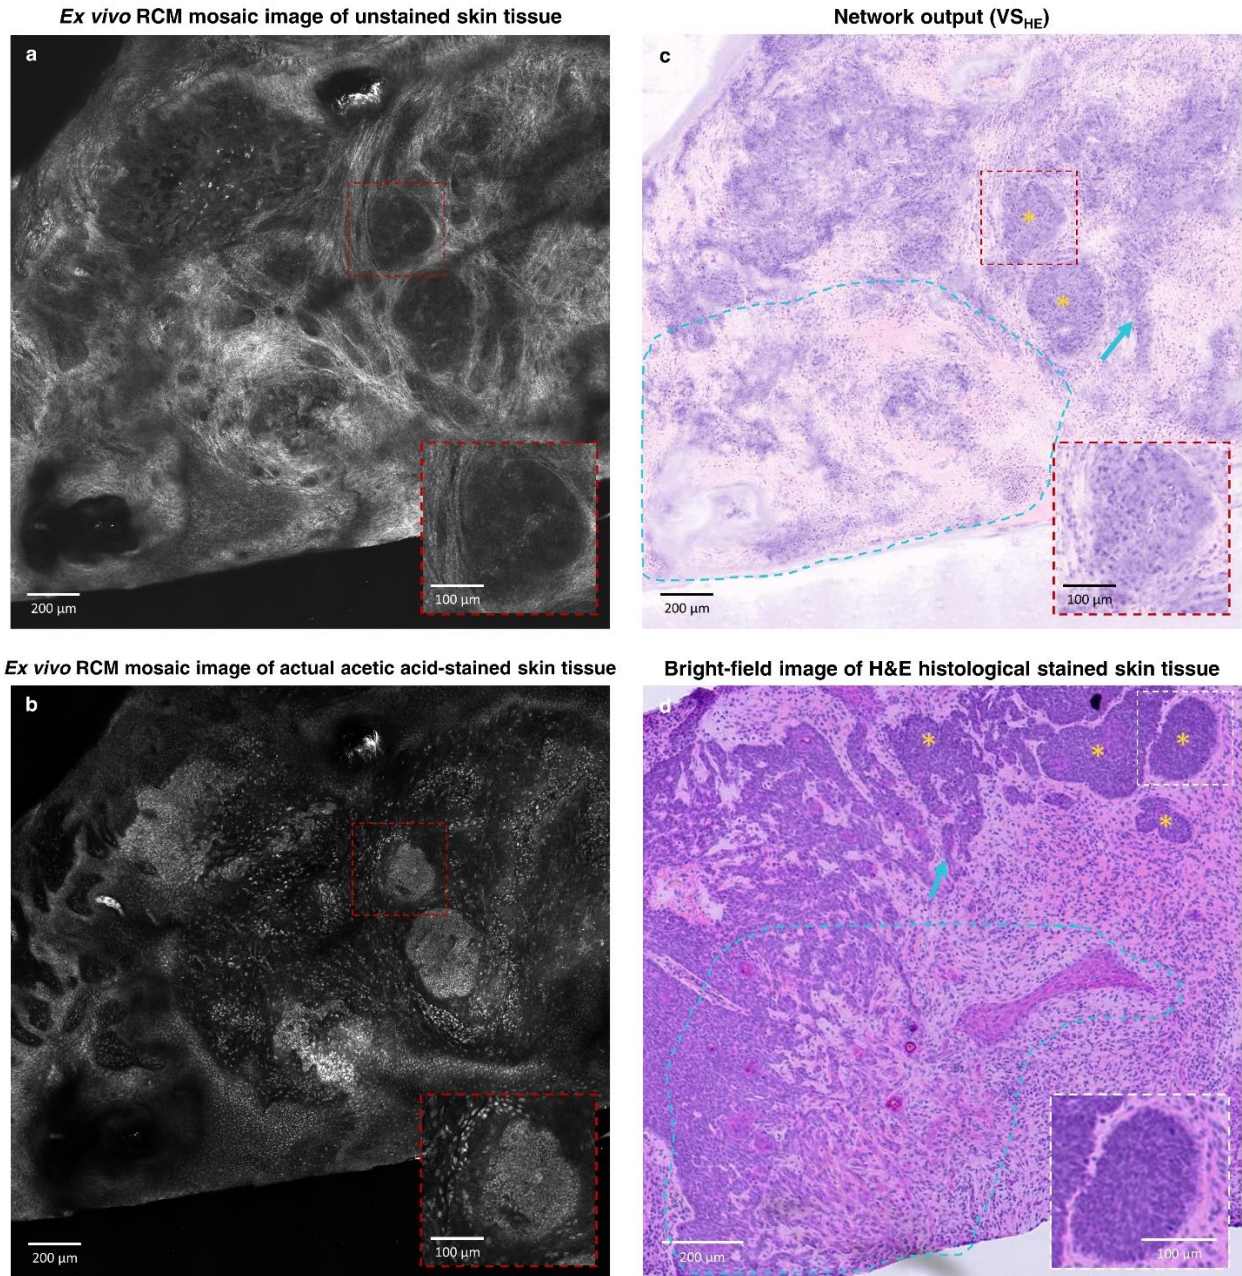 Ex vivo RCM mosaic image of unstained skin tissue
a
200 µm
100 µm
Network output (VSHE)
c
*
*
200 µm
100 µm
Ex vivo RCM mosaic image of actual acetic acid-stained skin tissue
b
200 µm
100 µm
Bright-field image of H&E histological stained skin tissue
d
*
*
*
*
200 µm
100 µm